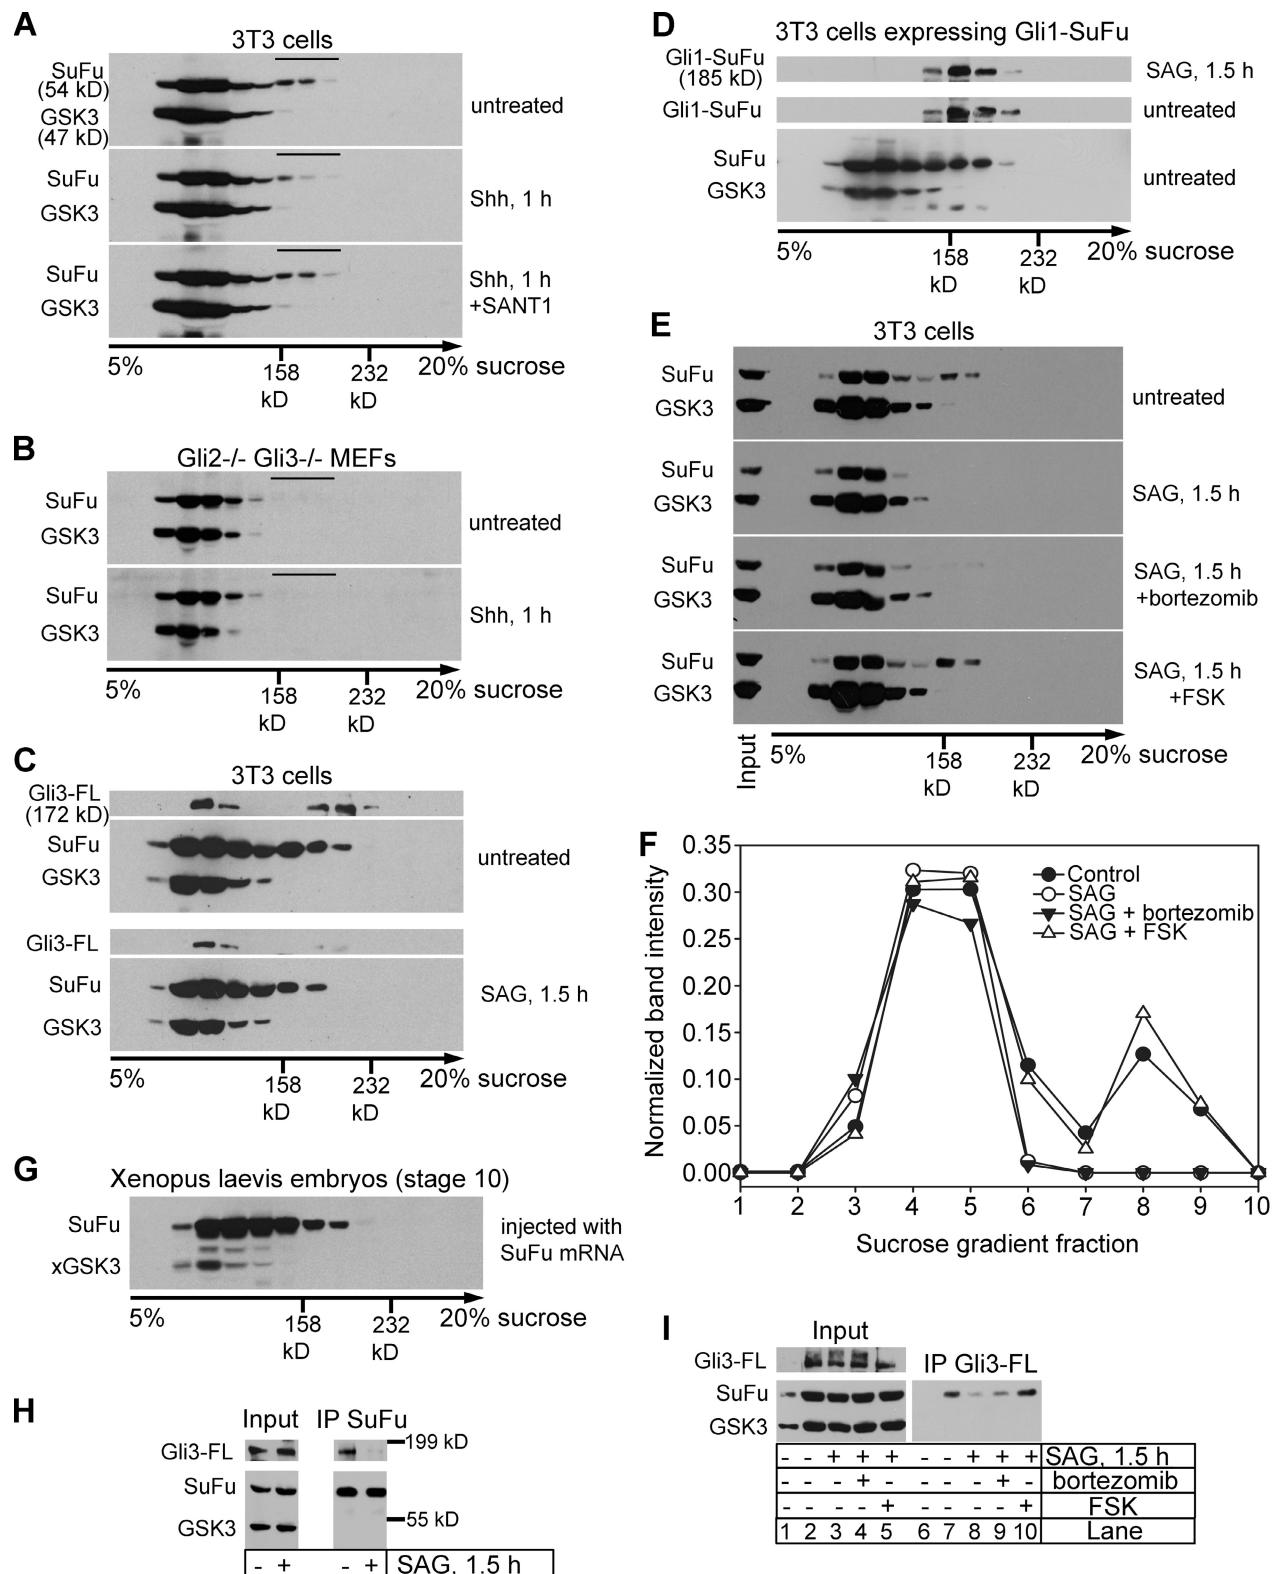 A
3T3 cells
SuFu
(54 kD)
GSK3
(47 kD)
untreated
SuFu
GSK3
Shh, 1 h
SuFu
GSK3
Shh, 1 h
+SANT1
5%
158
kD
232
kD
20% sucrose
B
Gli2-/- Gli3-/- MEFs
SuFu
GSK3
untreated
SuFu
GSK3
Shh, 1 h
5%
158
kD
232
kD
20% sucrose
C
3T3 cells
Gli3-FL
(172 kD)
SuFu
GSK3
untreated
Gli3-FL
SuFu
GSK3
SAG, 1.5 h
5%
158
kD
232
kD
20% sucrose
D
3T3 cells expressing Gli1-SuFu
Gli1-SuFu
(185 kD)
SAG, 1.5 h
Gli1-SuFu
untreated
SuFu
GSK3
untreated
5%
158
kD
232
kD
20% sucrose
E
3T3 cells
SuFu
GSK3
untreated
SuFu
GSK3
SAG, 1.5 h
SuFu
GSK3
SAG, 1.5 h
+bortezomib
SuFu
GSK3
SAG, 1.5 h
+FSK
Input
5%
158
kD
232
kD
20% sucrose
F
Normalized band intensity
0.35
0.30
0.25
0.20
0.15
0.10
0.05
0.00
Control
SAG
SAG + bortezomib
SAG + FSK
1 2 3 4 5 6 7 8 9 10
Sucrose gradient fraction
G
Xenopus laevis embryos (stage 10)
SuFu
xGSK3
injected with
SuFu mRNA
5%
158
kD
232
kD
20% sucrose
H
Input IP SuFu
Gli3-FL
199 kD
SuFu
GSK3
55 kD
- + - + SAG, 1.5 h
I
Input
IP Gli3-FL
Gli3-FL
SuFu
GSK3
- - + + + - - + + + SAG, 1.5 h
- - - + - - - - + - bortezomib
- - - - + - - - - + FSK
1 2 3 4 5 6 7 8 9 10 Lane